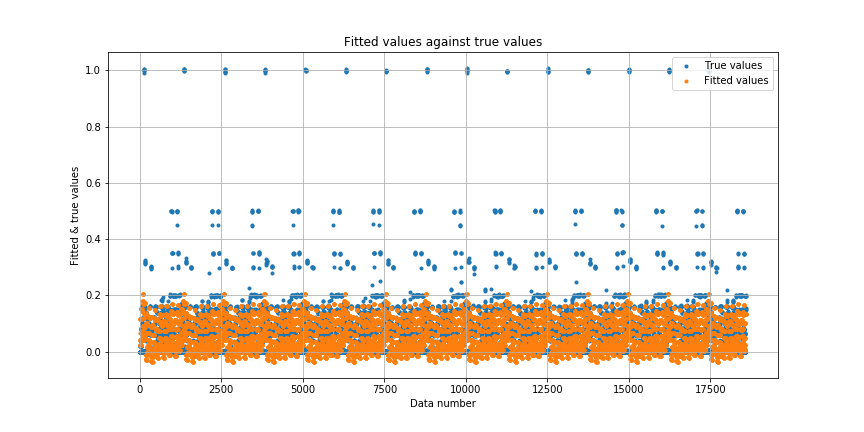 Fitted values against true values
True values
Fitted values
1.0
0.8
0.6
0.4
0.2
0.0
Fitted & true values
0 2500 5000 7500 10000 12500 15000 17500
Data number